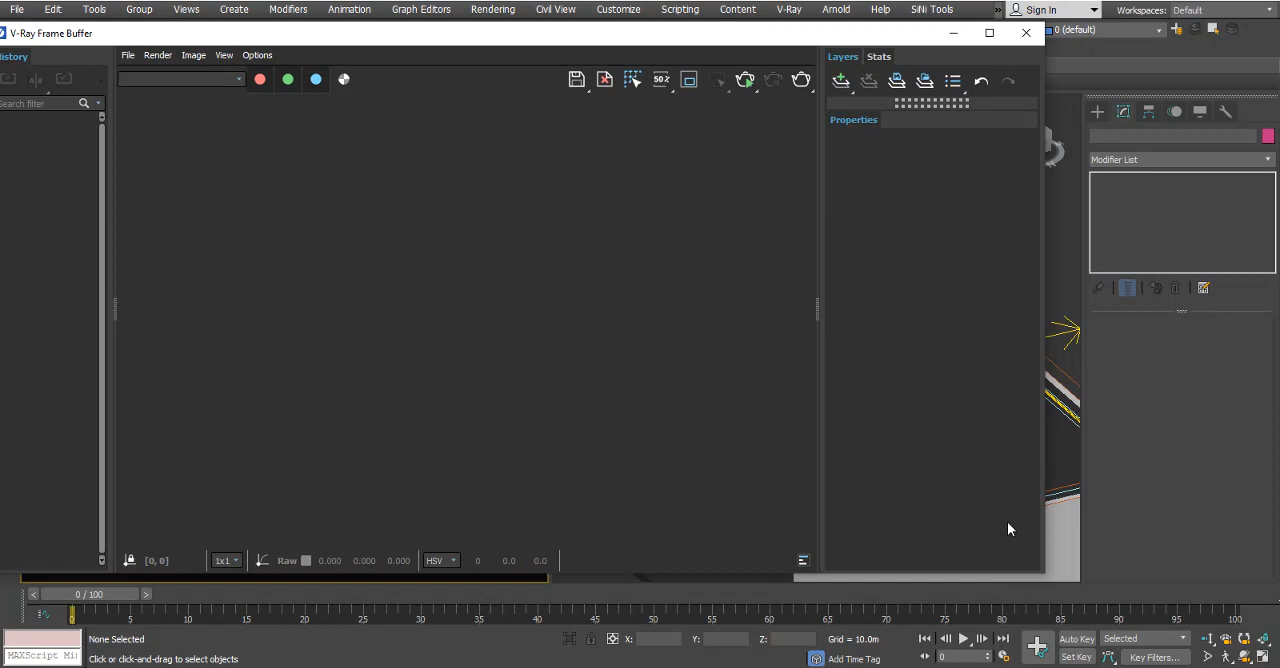 File Edit Tools Group Views Create Modifiers Animation Graph Editors Rendering Civil View Customize Scripting Content V-Ray Arnold Help SiNi Tools » Sign In Workspaces: Default
V-Ray Frame Buffer
0 (default)
History File Render Image View Options Layers Stats
50%
Search filter
Properties
Modifier List
[0, 0] 1x1 Raw 0.000 0.000 0.000 HSV 0 0.0 0.0
< 0 / 100 >
0 5 10 15 20 25 30 35 40 45 50 55 60 65 70 75 80 85 90 95 100
None Selected X: Y: Z: Grid = 10.0m Auto Key Selected
MAXScript Mi Click or click-and-drag to select objects Add Time Tag 0 Set Key Key Filters...